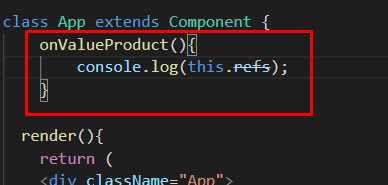 class App extends Component {
onValueProduct(){
console.log(this.refs);
}
render(){
return (
<div className="App">